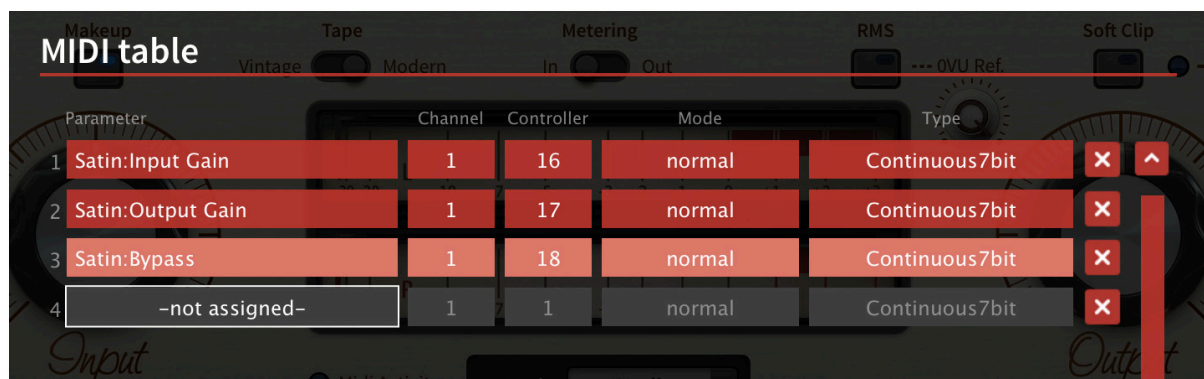 Makeup Tape Metering RMS Soft Clip
MIDI table
Vintage Modern In Out --- 0VU Ref.
Parameter Channel Controller Mode Type
1 Satin:Input Gain 1 16 normal Continuous7bit
2 Satin:Output Gain 1 17 normal Continuous7bit
3 Satin:Bypass 1 18 normal Continuous7bit
4 -not assigned- 1 1 normal Continuous7bit
Input Output